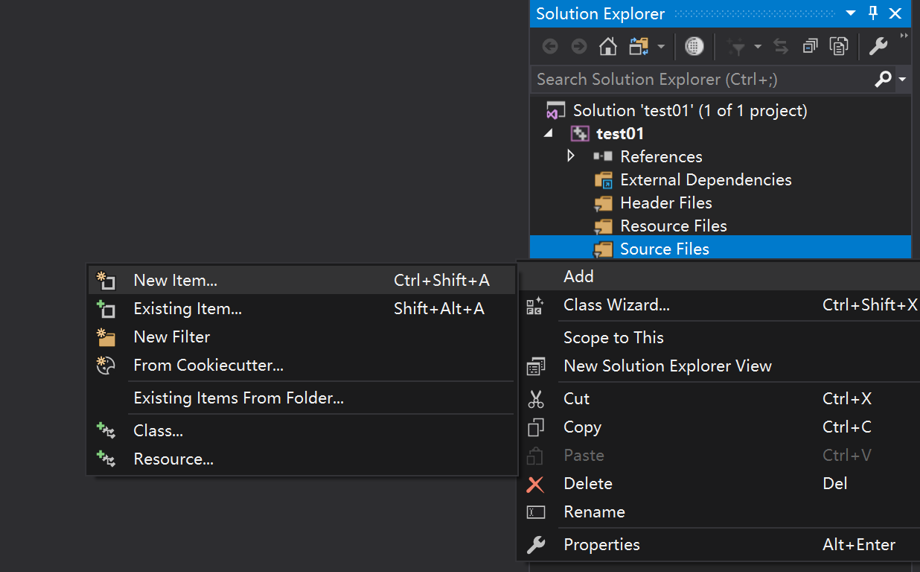 Solution Explorer
Search Solution Explorer (Ctrl+;)
Solution 'test01' (1 of 1 project)
test01
References
External Dependencies
Header Files
Resource Files
Source Files
New Item... Ctrl+Shift+A
Existing Item... Shift+Alt+A
New Filter
From Cookiecutter...
Existing Items From Folder...
Class...
Resource...
Add
Class Wizard... Ctrl+Shift+X
Scope to This
New Solution Explorer View
Cut Ctrl+X
Copy Ctrl+C
Paste Ctrl+V
Delete Del
Rename
Properties Alt+Enter